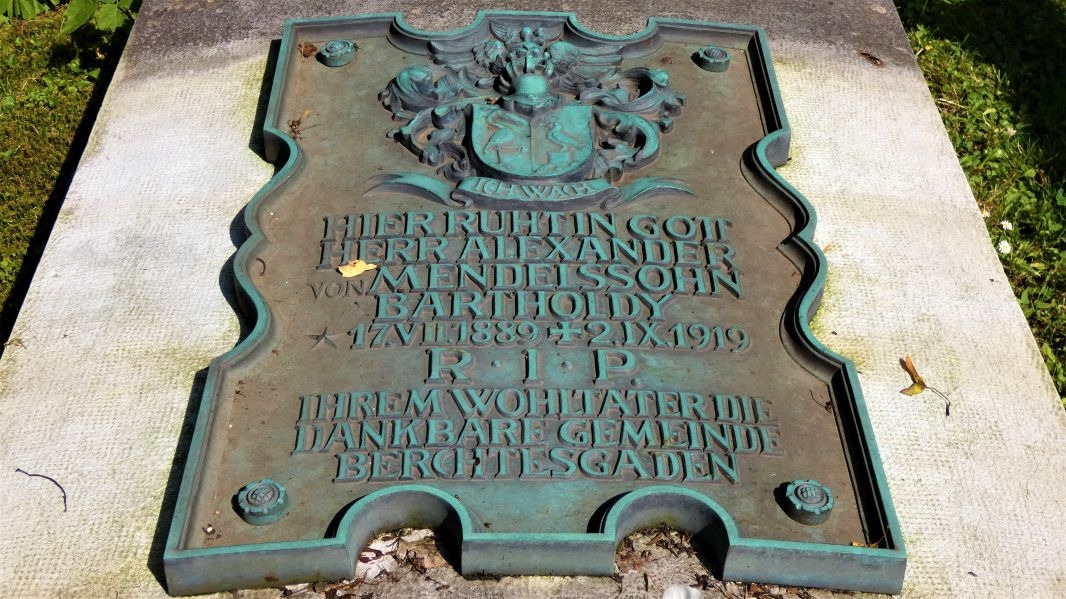 ICH WACH
HIER RUHT IN GOTT
HERR ALEXANDER
VON MENDELSSOHN
BARTHOLDY
17.VII.1889 2.IX.1919
R · I · P.
IHREM WOHLTÄTER DIE
DANKBARE GEMEINDE
BERCHTESGADEN